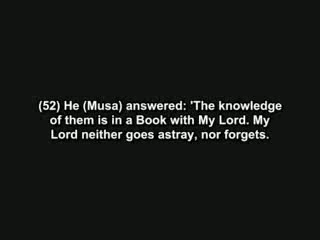 (52) He (Musa) answered: 'The knowledge
of them is in a Book with My Lord. My
Lord neither goes astray, nor forgets.